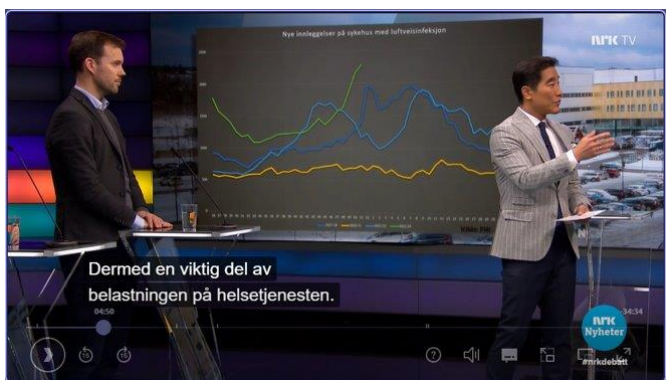 Nye innleggelser på sykehus med luftveisinfeksjon
NRK TV
Kilde: FHI
Dermed en viktig del av
belastningen på helsetjenesten.
04:50
-34:34
NRK
Nyheter
#nrkdebatt